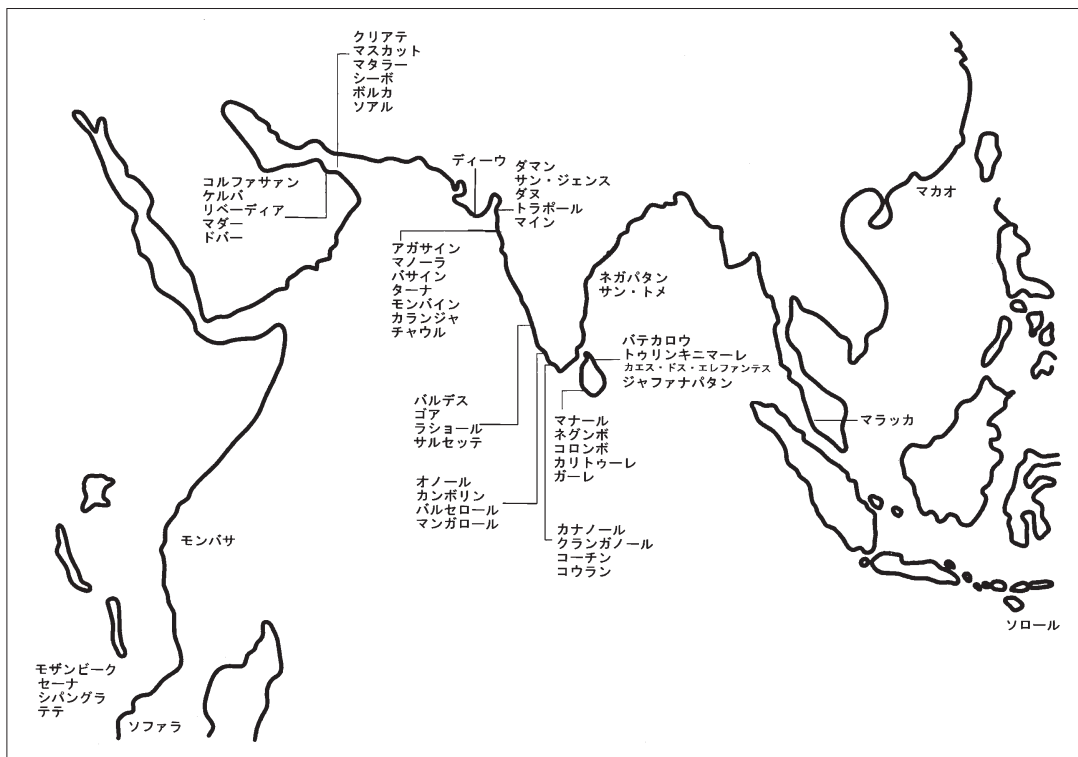 クリアテ
マスカット
マタラー
シーボ
ボルカ
ソアル
コルファサァン
ケルバ
リベーディア
マダー
ドバー
ディーウ
ダマン
サン・ジェンス
ダヌ
トラポール
マイン
アガサイン
マノーラ
バサイン
ターナ
モンバイン
カランジャ
チャウル
マカオ
ネガパタン
サン・トメ
バテカロウ
トゥリンキニマーレ
カエス・ドス・エレファンテス
ジャファナパタン
バルデス
ゴア
ラショール
サルセッテ
マナール
ネグンボ
コロンボ
カリトゥーレ
ガーレ
マラッカ
オノール
カンボリン
バルセロール
マンガロール
カナノール
クランガノール
コーチン
コウラン
モンバサ
モザンビーク
セーナ
シパングラ
テテ
ソファラ
ソロール